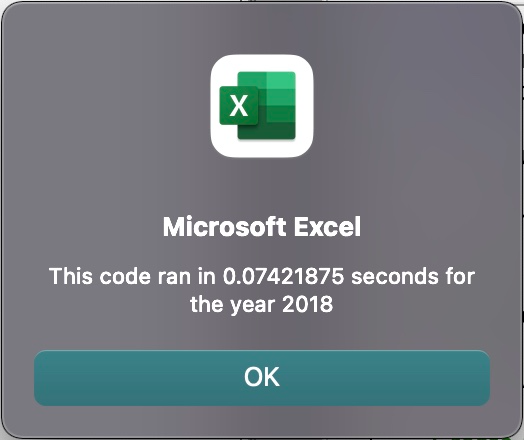 X
Microsoft Excel
This code ran in 0.07421875 seconds for
the year 2018
OK